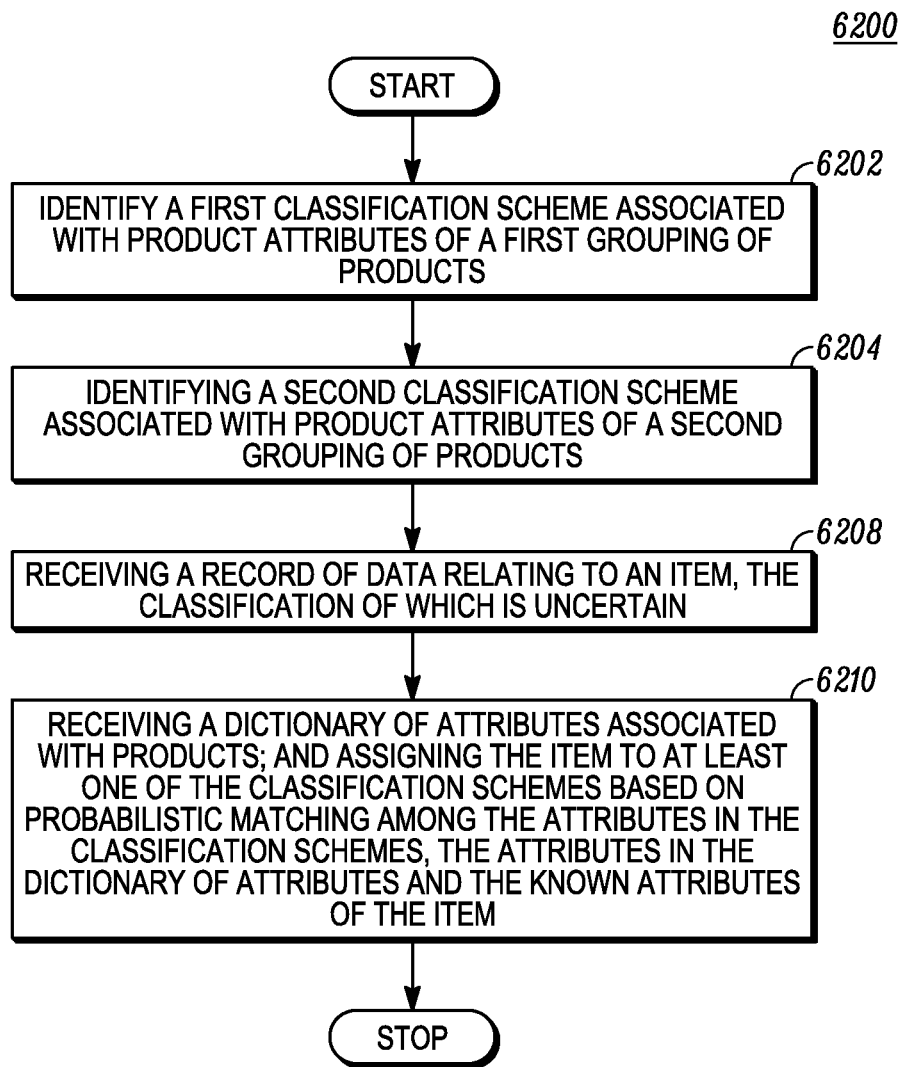 6200
START
6202
IDENTIFY A FIRST CLASSIFICATION SCHEME ASSOCIATED
WITH PRODUCT ATTRIBUTES OF A FIRST GROUPING OF
PRODUCTS
6204
IDENTIFYING A SECOND CLASSIFICATION SCHEME
ASSOCIATED WITH PRODUCT ATTRIBUTES OF A SECOND
GROUPING OF PRODUCTS
6208
RECEIVING A RECORD OF DATA RELATING TO AN ITEM, THE
CLASSIFICATION OF WHICH IS UNCERTAIN
6210
RECEIVING A DICTIONARY OF ATTRIBUTES ASSOCIATED
WITH PRODUCTS; AND ASSIGNING THE ITEM TO AT LEAST
ONE OF THE CLASSIFICATION SCHEMES BASED ON
PROBABILISTIC MATCHING AMONG THE ATTRIBUTES IN THE
CLASSIFICATION SCHEMES, THE ATTRIBUTES IN THE
DICTIONARY OF ATTRIBUTES AND THE KNOWN ATTRIBUTES
OF THE ITEM
STOP